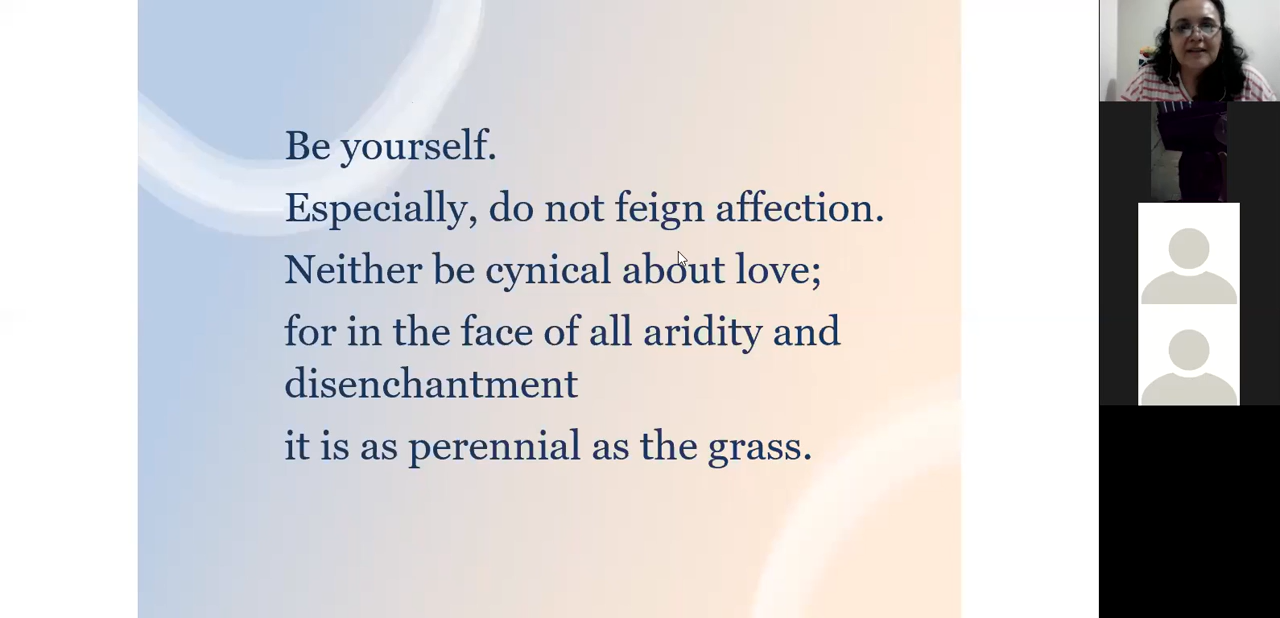 Be yourself.
Especially, do not feign affection.
Neither be cynical about love;
for in the face of all aridity and
disenchantment
it is as perennial as the grass.